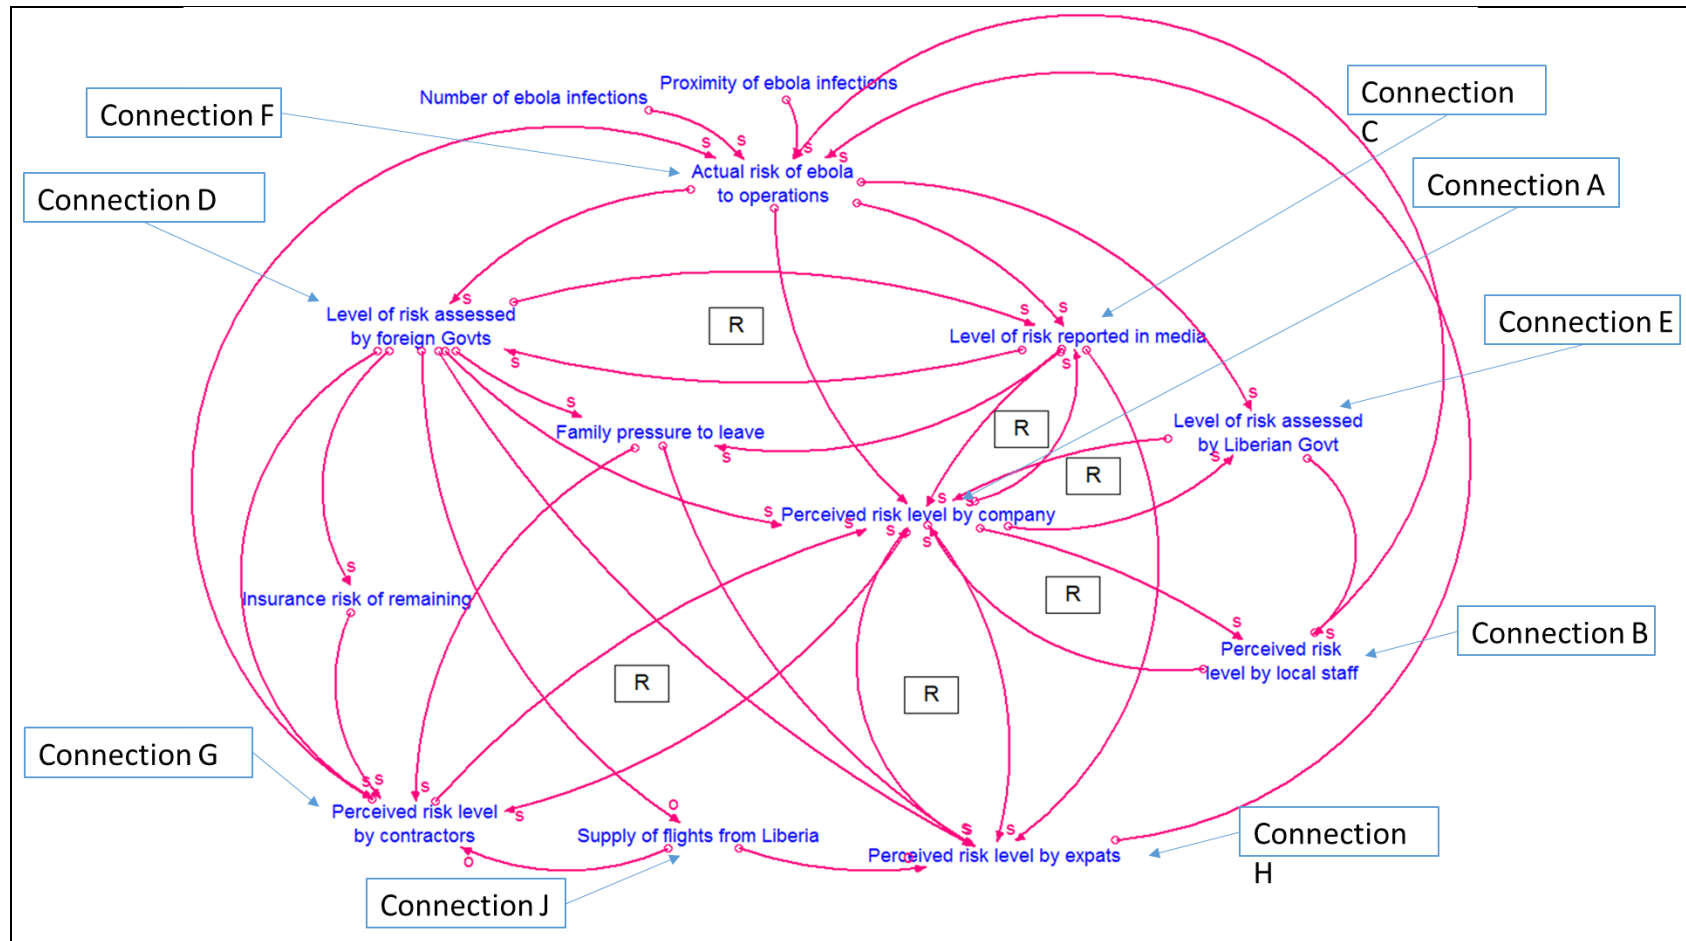 Proximity of ebola infections
Number of ebola infections
Connection
C
Connection F
s
s
s
s
Actual risk of ebola
to operations
Connection A
Connection D
s
s
s
Level of risk assessed
by foreign Govts
R
Level of risk reported in media
Connection E
s
s
s
s
Family pressure to leave
s
R
Level of risk assessed
by Liberian Govt
s
R
s
s
s
Perceived risk level by company
s
s
s
s
Insurance risk of remaining
R
s
s
Perceived risk
level by local staff
Connection B
R
R
Connection G
s
s
s
Perceived risk level
by contractors
s
o
Supply of flights from Liberia
o
s
s
Perceived risk level by expats
o
Connection
H
Connection J